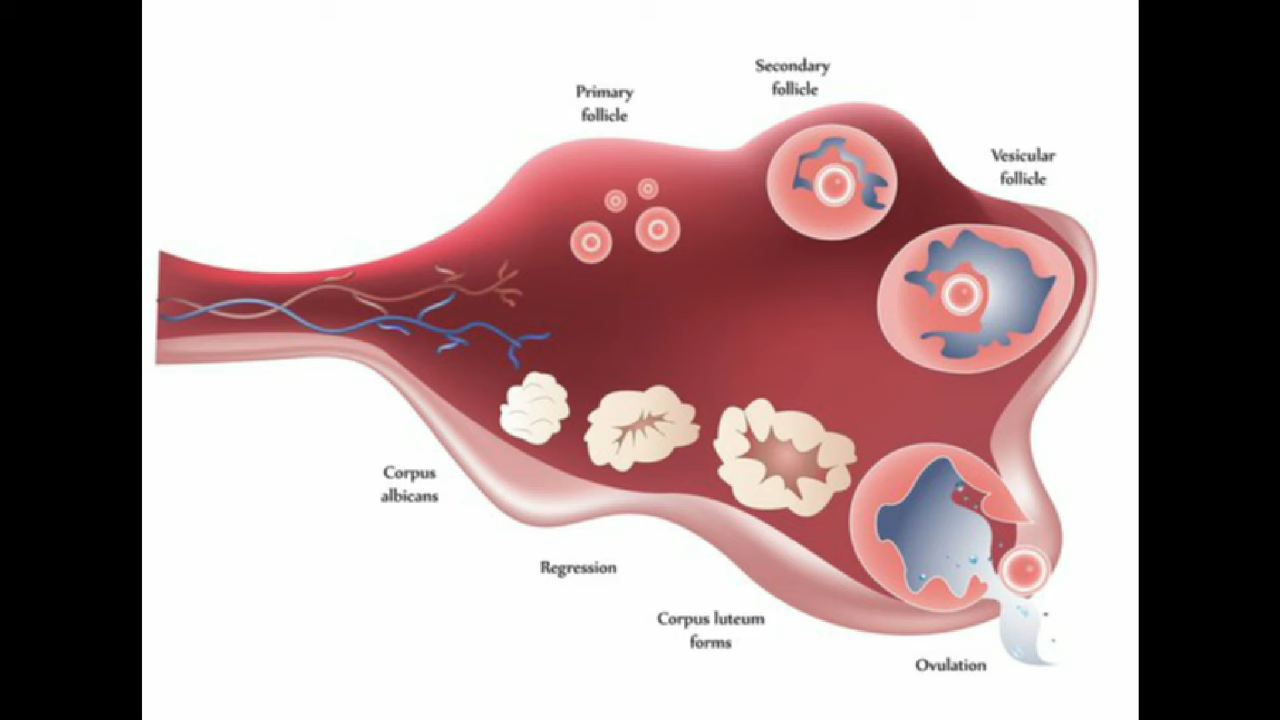 Secondary
follicle
Primary
follicle
Vesicular
follicle
Corpus
albicans
Regression
Corpus luteum
forms
Ovulation